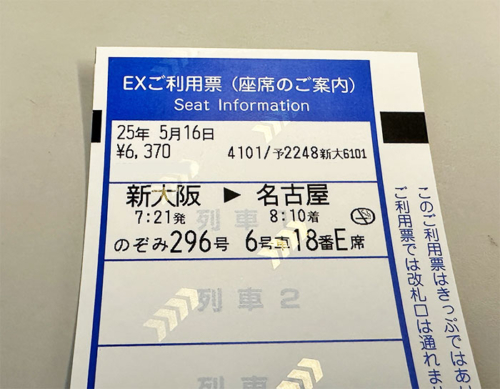 EXご利用票（座席のご案内）
Seat Information
25年 5月16日
¥6,370 4101/予2248新大6101
新大阪 ▶ 名古屋
7:21発 8:10着
列車1
のぞみ296号 6号車18番E席
列車2
このご利用票はきっぷではあ
ご利用票では改札口は通れま